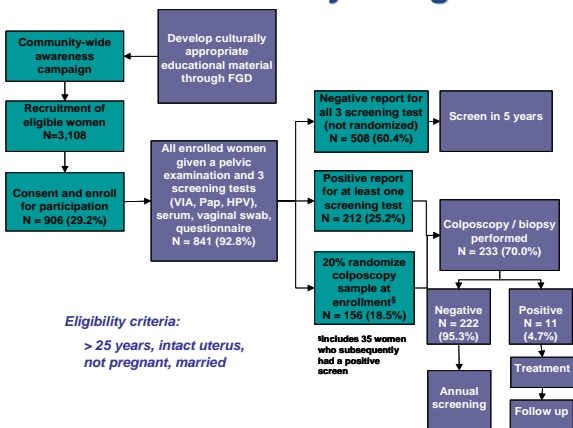 Community-wide
awareness
campaign
Develop culturally
appropriate
educational material
through FGD
Recruitment of
eligible women
N=3,108
Consent and enroll
for participation
N = 906 (29.2%)
All enrolled women
given a pelvic
examination and 3
screening tests
(VIA, Pap, HPV),
serum, vaginal swab,
questionnaire
N = 841 (92.8%)
Negative report for
all 3 screening test
(not randomized)
N = 508 (60.4%)
Screen in 5 years
Positive report
for at least one
screening test
N = 212 (25.2%)
20% randomize
colposcopy
sample at
enrollment§
N = 156 (18.5%)
§Includes 35 women
who subsequently
had a positive
screen
Colposcopy / biopsy
performed
N = 233 (70.0%)
Negative
N = 222
(95.3%)
Positive
N = 11
(4.7%)
Annual
screening
Treatment
Follow up
Eligibility criteria:
> 25 years, intact uterus,
not pregnant, married